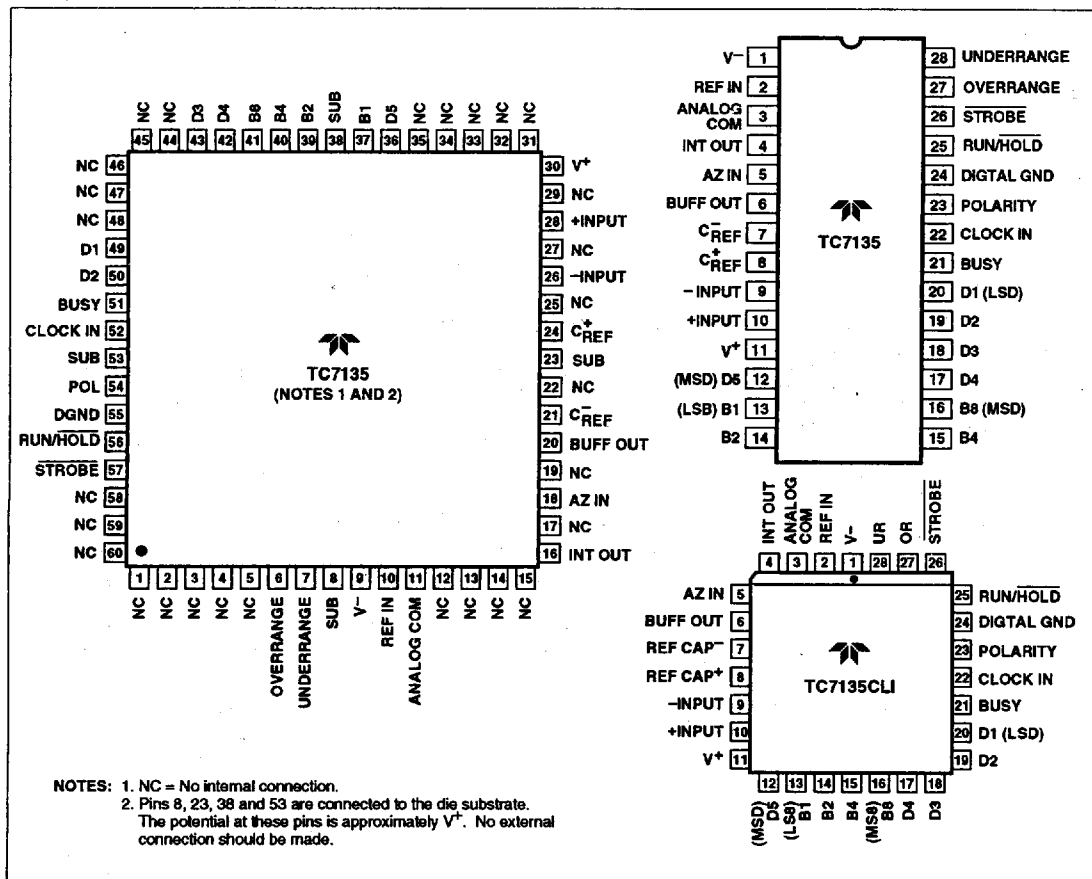 NC NC D3 D4 B8 B4 B2 SUB B1 D5 NC NC NC NC NC
45 44 43 42 41 40 39 38 37 36 35 34 33 32 31
NC 46
NC 47
NC 48
D1 49
D2 50
BUSY 51
CLOCK IN 52
SUB 53
POL 54
DGND 55
RUN/HOLD 56
STROBE 57
NC 58
NC 59
NC 60
TC7135
(NOTES 1 AND 2)
30 V+
29 NC
28 +INPUT
27 NC
26 –INPUT
25 NC
24 C+REF
23 SUB
22 NC
21 C–REF
20 BUFF OUT
19 NC
18 AZ IN
17 NC
16 INT OUT
1 2 3 4 5 6 7 8 9 10 11 12 13 14 15
NC NC NC NC NC OVERRANGE UNDERRANGE SUB V– REF IN ANALOG COM NC NC NC NC
V– 1
REF IN 2
ANALOG COM 3
INT OUT 4
AZ IN 5
BUFF OUT 6
C–REF 7
C+REF 8
–INPUT 9
+INPUT 10
V+ 11
(MSD) D5 12
(LSB) B1 13
B2 14
TC7135
28 UNDERRANGE
27 OVERRANGE
26 STROBE
25 RUN/HOLD
24 DIGTAL GND
23 POLARITY
22 CLOCK IN
21 BUSY
20 D1 (LSD)
19 D2
18 D3
17 D4
16 B8 (MSD)
15 B4
INT OUT ANALOG COM REF IN V– UR OR STROBE
4 3 2 1 28 27 26
AZ IN 5
BUFF OUT 6
REF CAP– 7
REF CAP+ 8
–INPUT 9
+INPUT 10
V+ 11
TC7135CLI
25 RUN/HOLD
24 DIGTAL GND
23 POLARITY
22 CLOCK IN
21 BUSY
20 D1 (LSD)
19 D2
12 13 14 15 16 17 18
(MSD) D5 (LS8) B1 B2 B4 (MS8) B8 D4 D3
NOTES: 1. NC = No internal connection.
2. Pins 8, 23, 38 and 53 are connected to the die substrate.
The potential at these pins is approximately V+. No external
connection should be made.